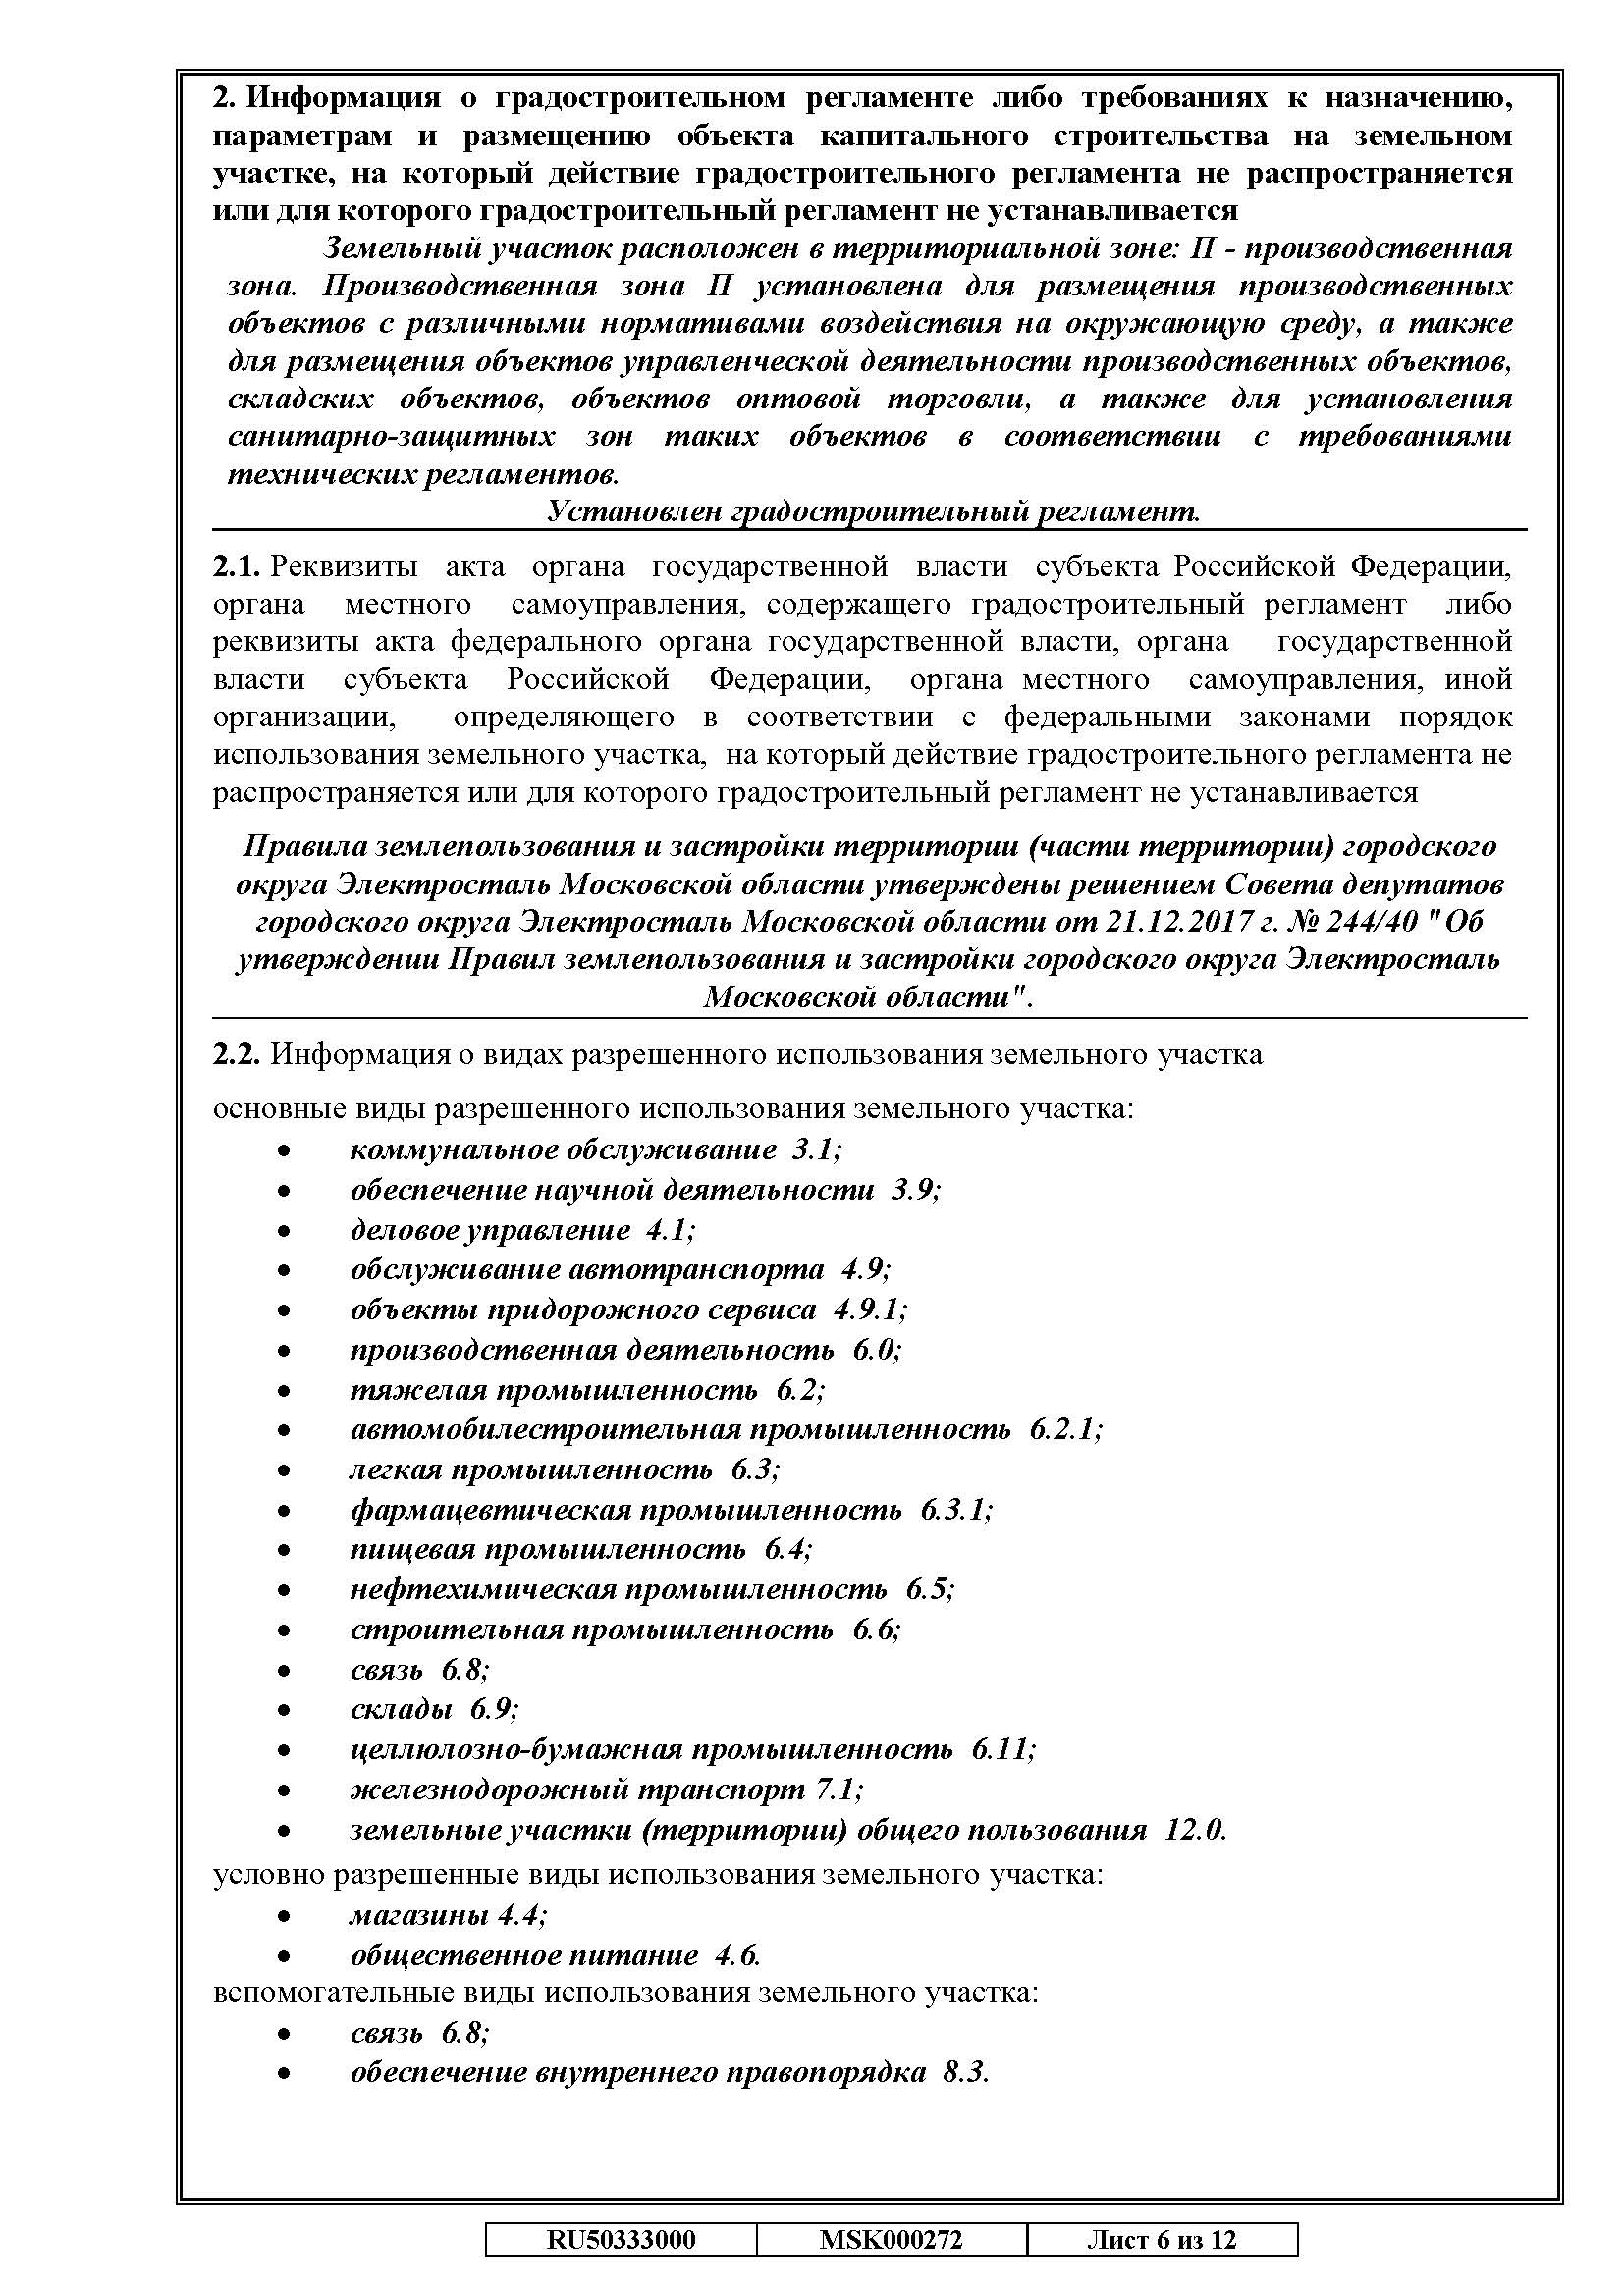 2. Информация о градостроительном регламенте либо требованиях к назначению,
параметрам и размещению объекта капитального строительства на земельном
участке, на который действие градостроительного регламента не распространяется
или для которого градостроительный регламент не устанавливается
Земельный участок расположен в территориальной зоне: П - производственная
зона. Производственная зона П установлена для размещения производственных
объектов с различными нормативами воздействия на окружающую среду, а также
для размещения объектов управленческой деятельности производственных объектов,
складских объектов, объектов оптовой торговли, а также для установления
санитарно-защитных зон таких объектов в соответствии с требованиями
технических регламентов.
Установлен градостроительный регламент.
2.1. Реквизиты акта органа государственной власти субъекта Российской Федерации,
органа местного самоуправления, содержащего градостроительный регламент либо
реквизиты акта федерального органа государственной власти, органа государственной
власти субъекта Российской Федерации, органа местного самоуправления, иной
организации, определяющего в соответствии с федеральными законами порядок
использования земельного участка, на который действие градостроительного регламента не
распространяется или для которого градостроительный регламент не устанавливается
Правила землепользования и застройки территории (части территории) городского
округа Электросталь Московской области утверждены решением Совета депутатов
городского округа Электросталь Московской области от 21.12.2017 г. № 244/40 "Об
утверждении Правил землепользования и застройки городского округа Электросталь
Московской области".
2.2. Информация о видах разрешенного использования земельного участка
основные виды разрешенного использования земельного участка:
• коммунальное обслуживание 3.1;
• обеспечение научной деятельности 3.9;
• деловое управление 4.1;
• обслуживание автотранспорта 4.9;
• объекты придорожного сервиса 4.9.1;
• производственная деятельность 6.0;
• тяжелая промышленность 6.2;
• автомобилестроительная промышленность 6.2.1;
• легкая промышленность 6.3;
• фармацевтическая промышленность 6.3.1;
• пищевая промышленность 6.4;
• нефтехимическая промышленность 6.5;
• строительная промышленность 6.6;
• связь 6.8;
• склады 6.9;
• целлюлозно-бумажная промышленность 6.11;
• железнодорожный транспорт 7.1;
• земельные участки (территории) общего пользования 12.0.
условно разрешенные виды использования земельного участка:
• магазины 4.4;
• общественное питание 4.6.
вспомогательные виды использования земельного участка:
• связь 6.8;
• обеспечение внутреннего правопорядка 8.3.
RU50333000 MSK000272 Лист 6 из 12